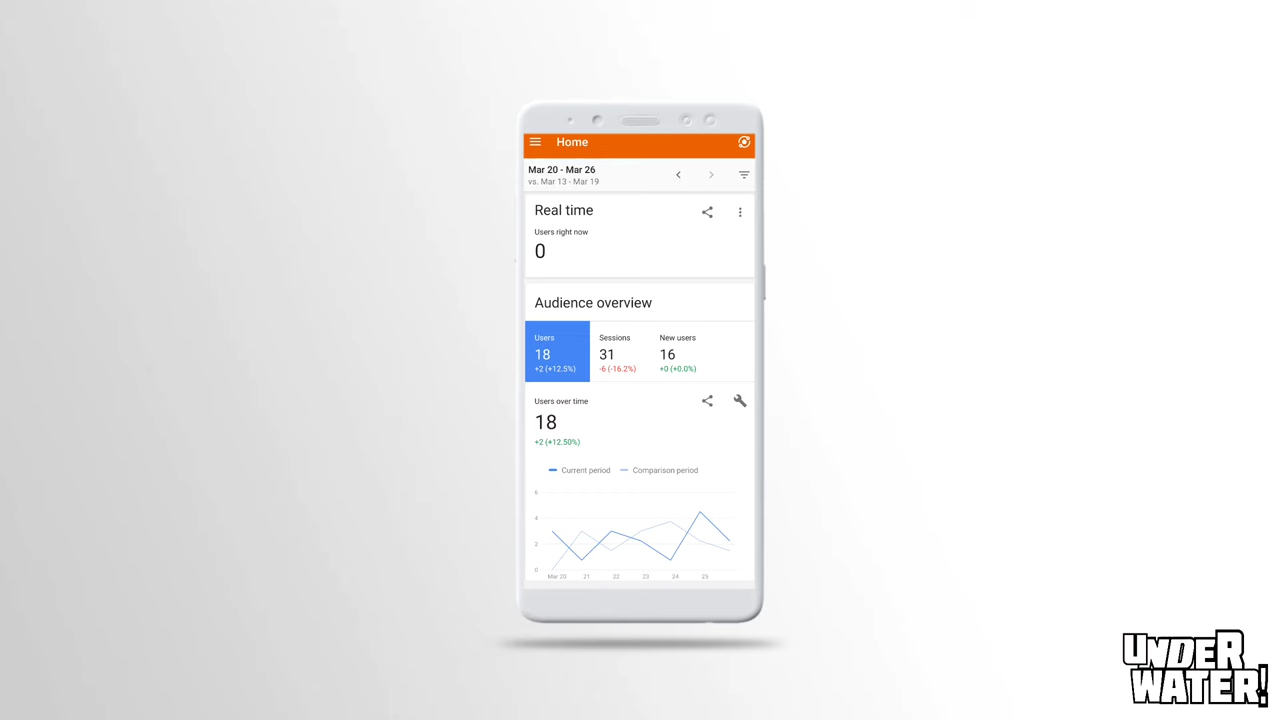 Home
Mar 20 - Mar 26
vs. Mar 13 - Mar 19
Real time
Users right now
0
Audience overview
Users Sessions New users
18 31 16
+2 (+12.5%) -6 (-16.2%) +0 (+0.0%)
Users over time
18
+2 (+12.50%)
Current period Comparison period
6
4
2
0
Mar 20 21 22 23 24 25
UNDER
WATER!